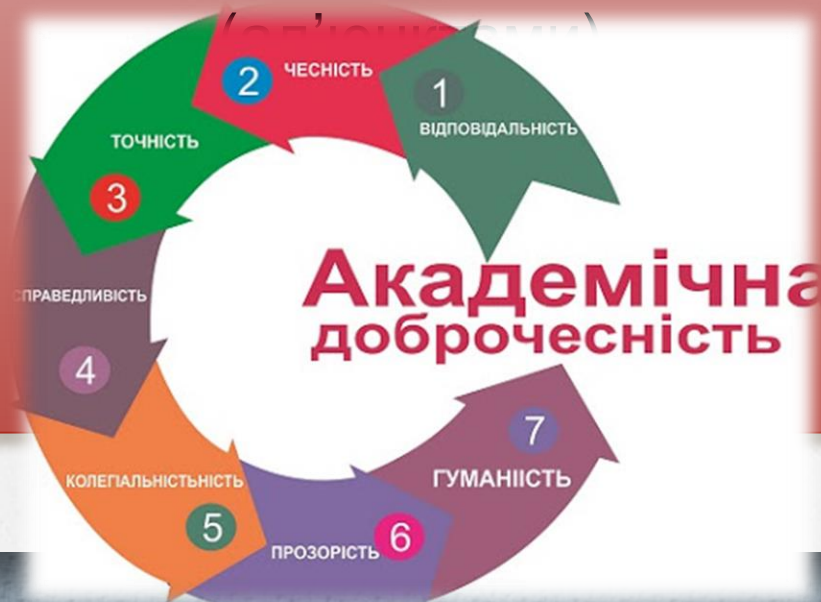 1
ВІДПОВІДАЛЬНІСТЬ
2
ЧЕСНІСТЬ
ТОЧНІСТЬ
3
СПРАВЕДЛИВІСТЬ
4
КОЛЕГІАЛЬНІСТЬНІСТЬ
5
ПРОЗОРІСТЬ
6
7
ГУМАНІІСТЬ
Академічна
доброчесність